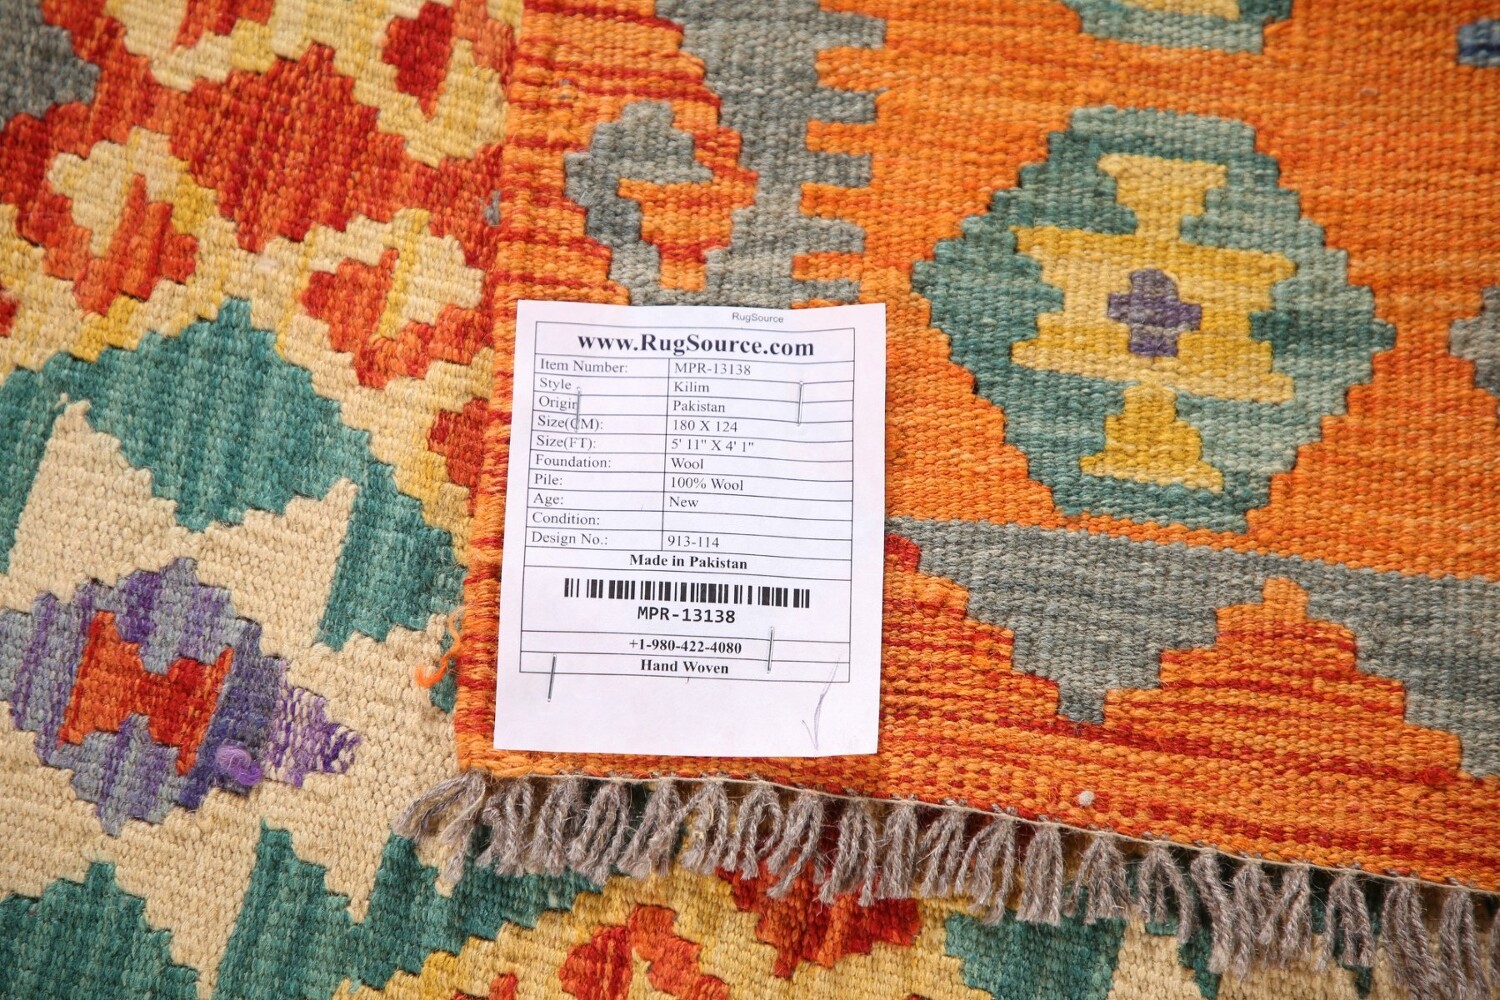 RugSource
www.RugSource.com
Item Number: MPR-13138
Style : Kilim
Origin Pakistan
Size(CM): 180 X 124
Size(FT): 5' 11" X 4' 1"
Foundation: Wool
Pile: 100% Wool
Age: New
Condition:
Design No.: 913-114
Made in Pakistan
MPR-13138
+1-980-422-4080
Hand Woven